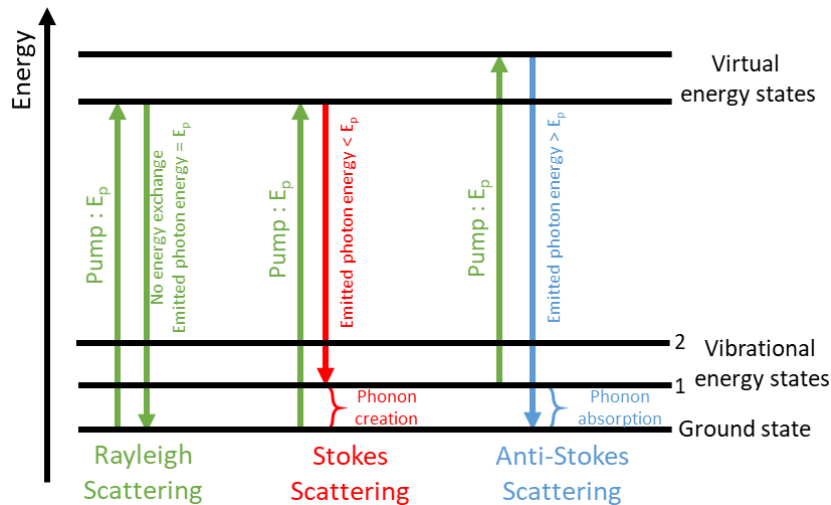 Energy
Virtual
energy states
Pump : Eₚ
No energy exchange
Emitted photon energy = Eₚ
Pump : Eₚ
Emitted photon energy < Eₚ
Pump : Eₚ
Emitted photon energy > Eₚ
2
Vibrational
energy states
1
Phonon
creation
Phonon
absorption
Ground state
Rayleigh
Scattering
Stokes
Scattering
Anti-Stokes
Scattering